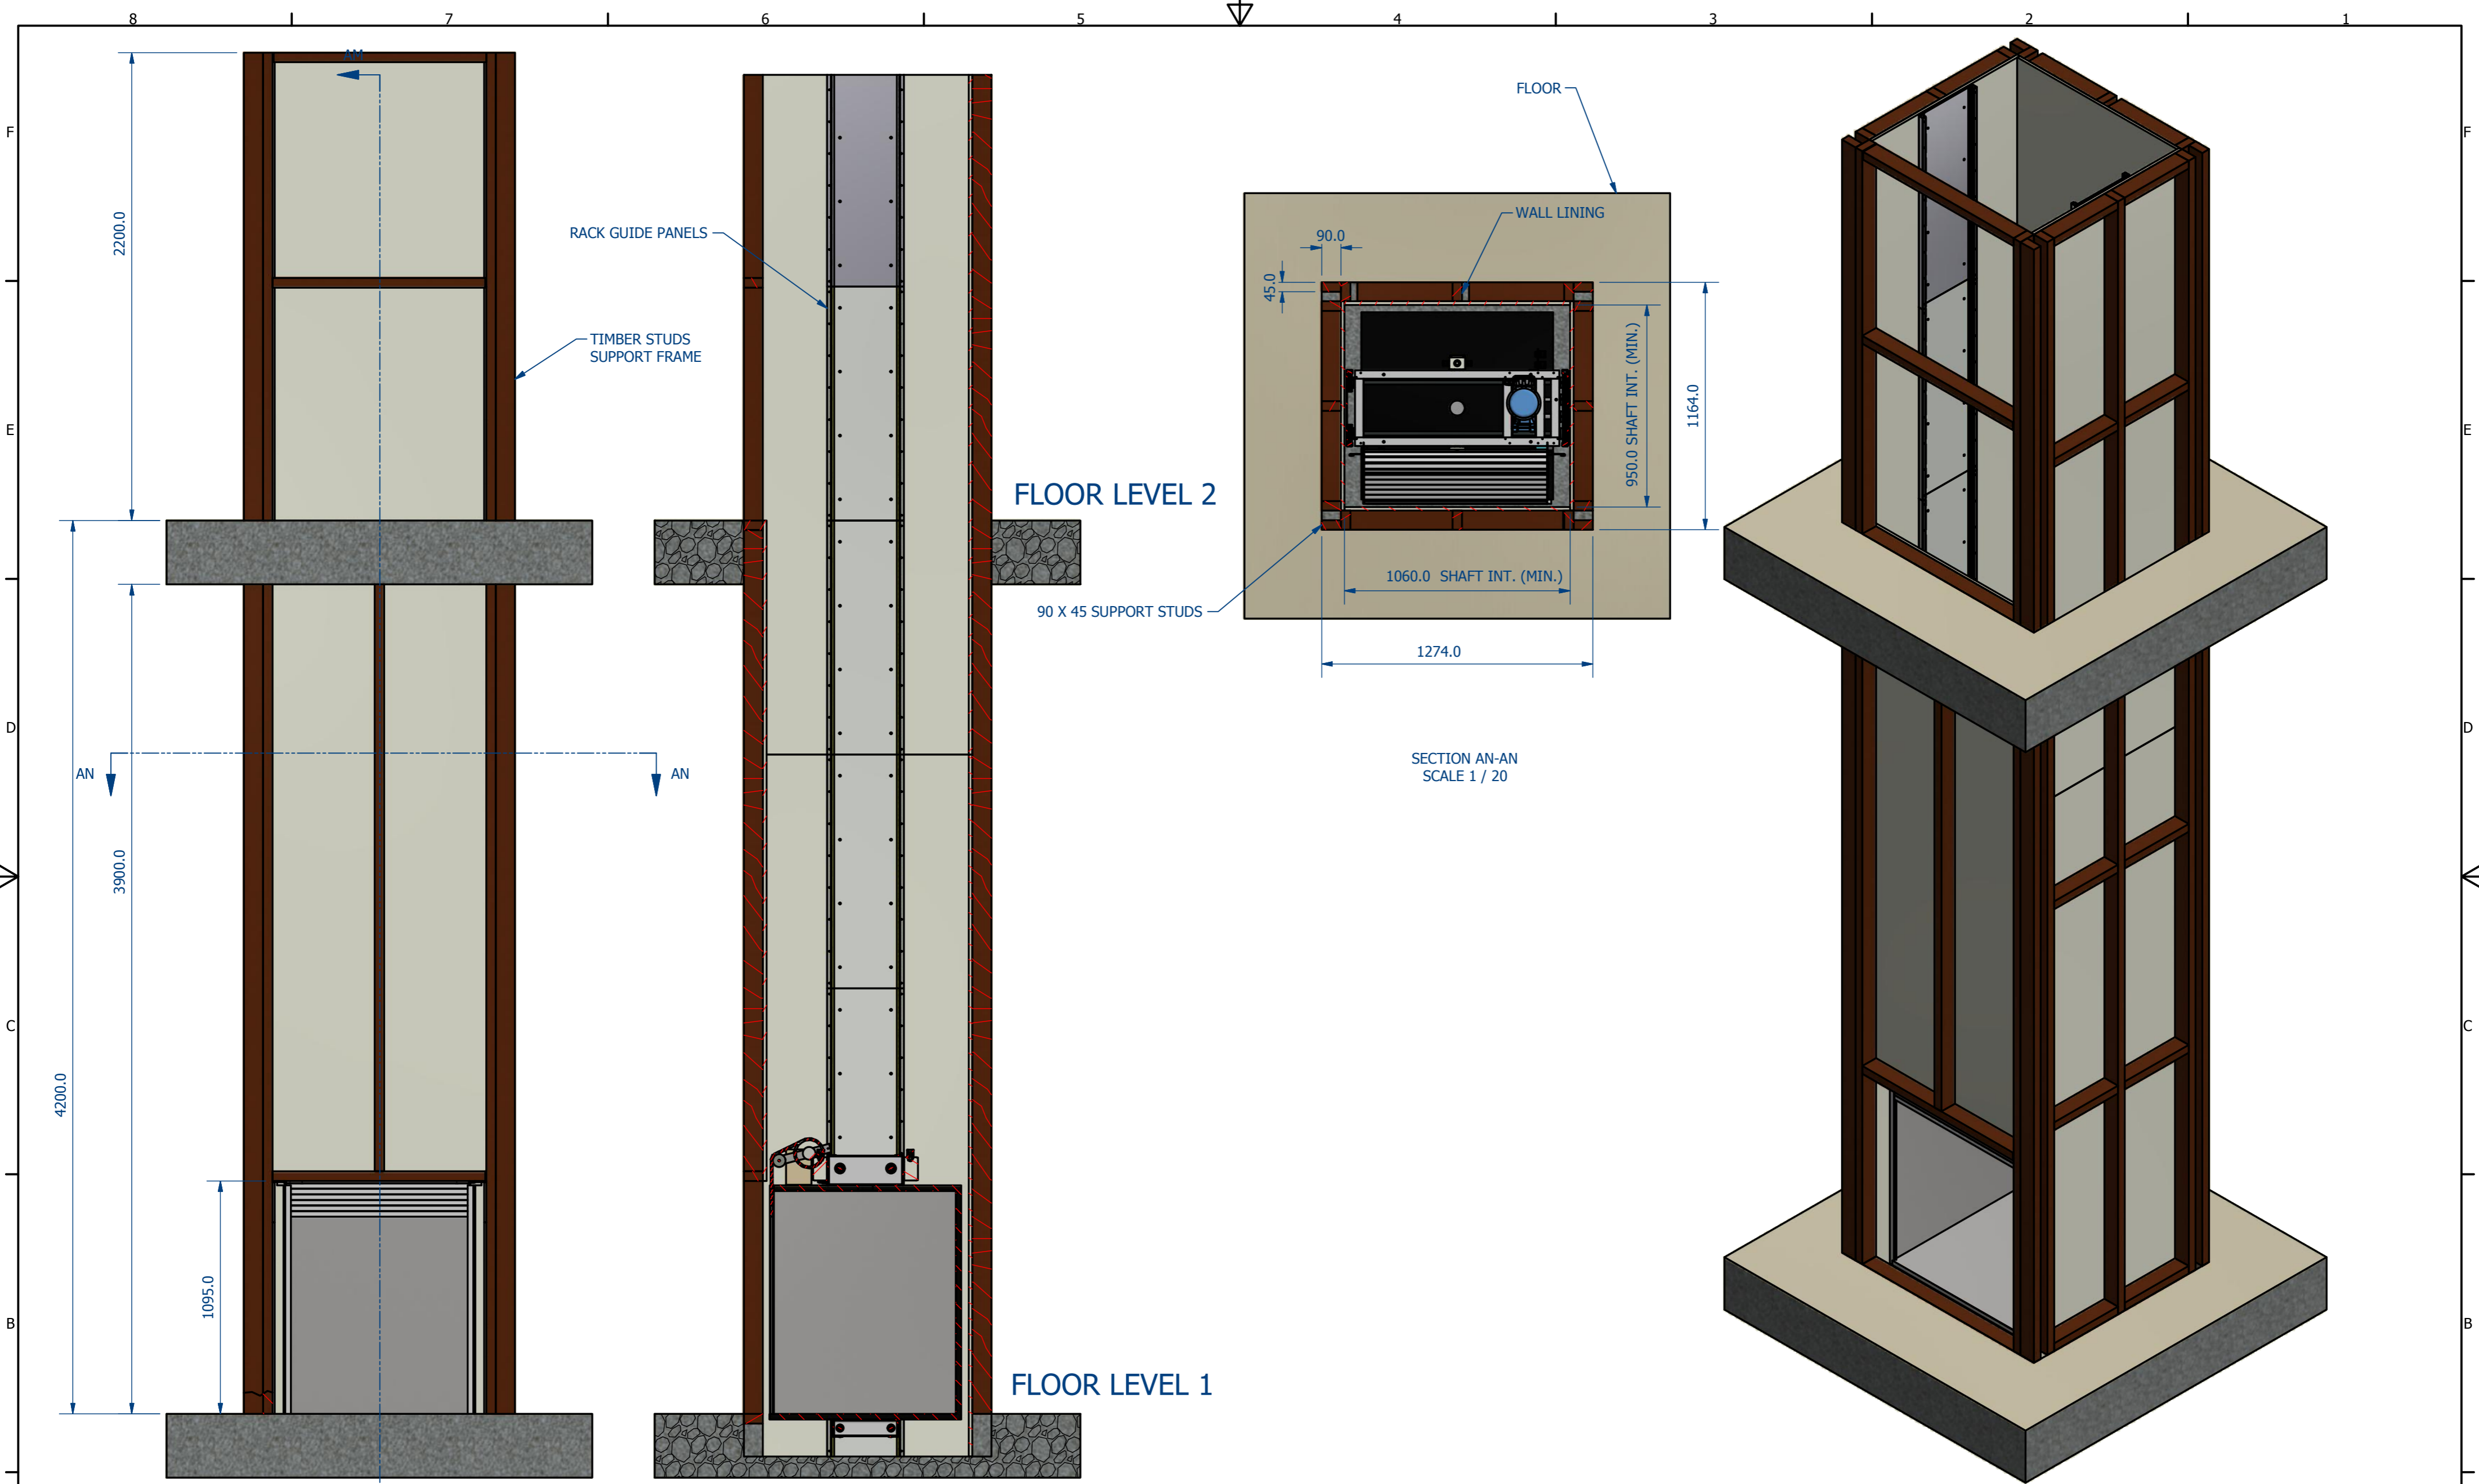 8
7
6
5
4
3
2
1
F
F
E
E
D
D
C
C
B
B
2200.0
4200.0
3900.0
1095.0
AN
AN
RACK GUIDE PANELS
TIMBER STUDS
SUPPORT FRAME
FLOOR LEVEL 2
FLOOR LEVEL 1
FLOOR
WALL LINING
90.0
45.0
950.0 SHAFT INT. (MIN.)
1164.0
1060.0 SHAFT INT. (MIN.)
90 X 45 SUPPORT STUDS
1274.0
SECTION AN-AN
SCALE 1 / 20